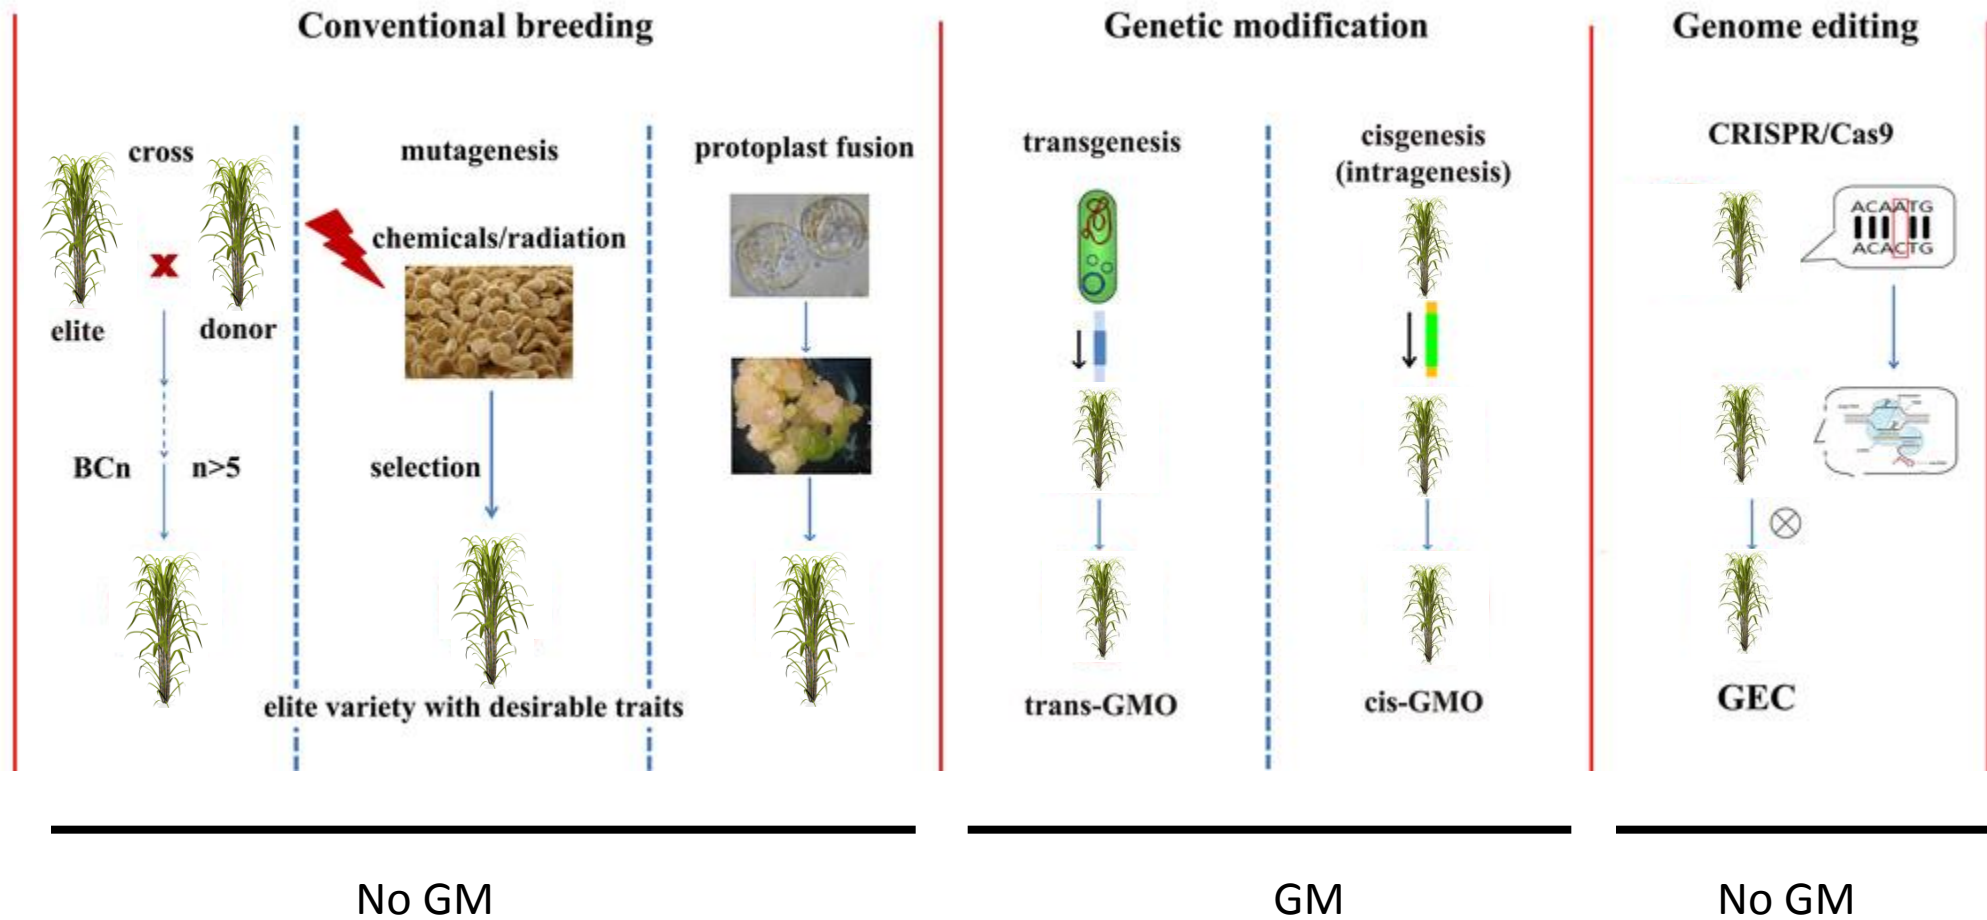 Conventional breeding
Genetic modification
Genome editing
cross
elite
donor
BCn n>5
mutagenesis
chemicals/radiation
selection
protoplast fusion
elite variety with desirable traits
transgenesis
trans-GMO
cisgenesis
(intragenesis)
cis-GMO
CRISPR/Cas9
ACAATG
ACACTG
GEC
No GM
GM
No GM